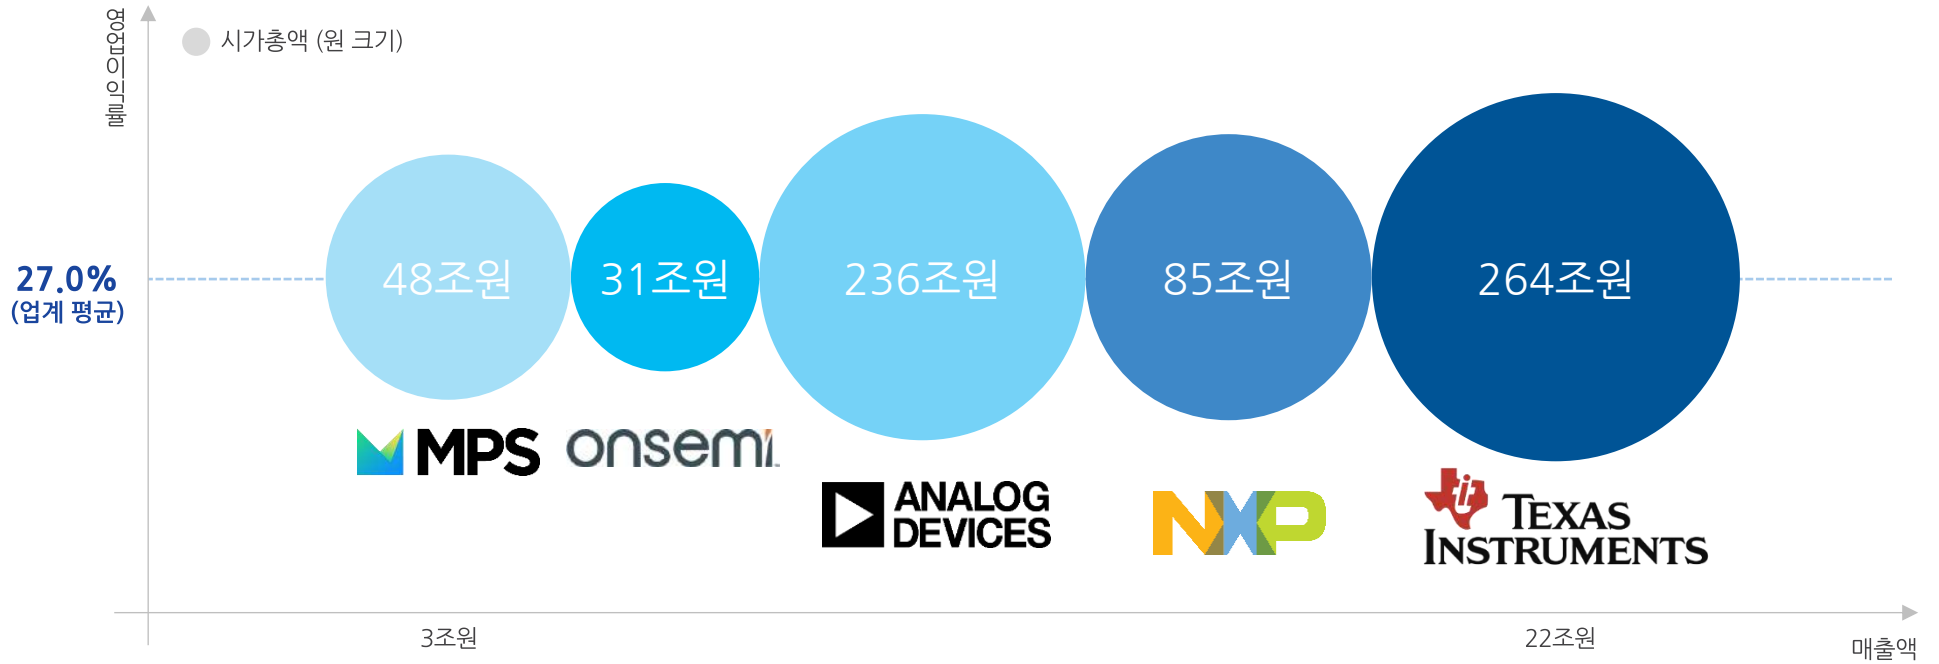 영업이익률
시가총액 (원 크기)
27.0%
(업계 평균)
48조원
31조원
236조원
85조원
264조원
MPS
onsemi
ANALOG
DEVICES
NXP
TEXAS
INSTRUMENTS
3조원
22조원
매출액